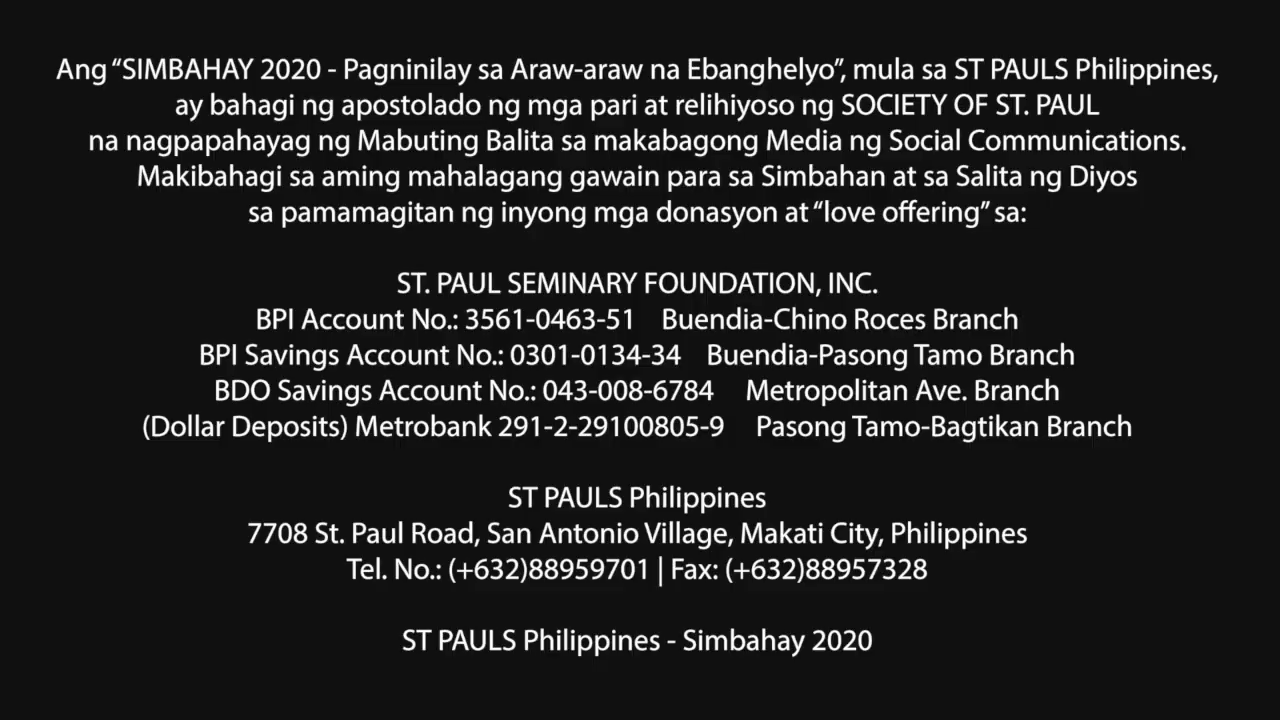 Ang “SIMBAHAY 2020 - Pagninilay sa Araw-araw na Ebanghelyo”, mula sa ST PAULS Philippines,
ay bahagi ng apostolado ng mga pari at relihiyoso ng SOCIETY OF ST. PAUL
na nagpapahayag ng Mabuting Balita sa makabagong Media ng Social Communications.
Makibahagi sa aming mahalagang gawain para sa Simbahan at sa Salita ng Diyos
sa pamamagitan ng inyong mga donasyon at “love offering” sa:
ST. PAUL SEMINARY FOUNDATION, INC.
BPI Account No.: 3561-0463-51 Buendia-Chino Roces Branch
BPI Savings Account No.: 0301-0134-34 Buendia-Pasong Tamo Branch
BDO Savings Account No.: 043-008-6784 Metropolitan Ave. Branch
(Dollar Deposits) Metrobank 291-2-29100805-9 Pasong Tamo-Bagtikan Branch
ST PAULS Philippines
7708 St. Paul Road, San Antonio Village, Makati City, Philippines
Tel. No.: (+632)88959701 | Fax: (+632)88957328
ST PAULS Philippines - Simbahay 2020